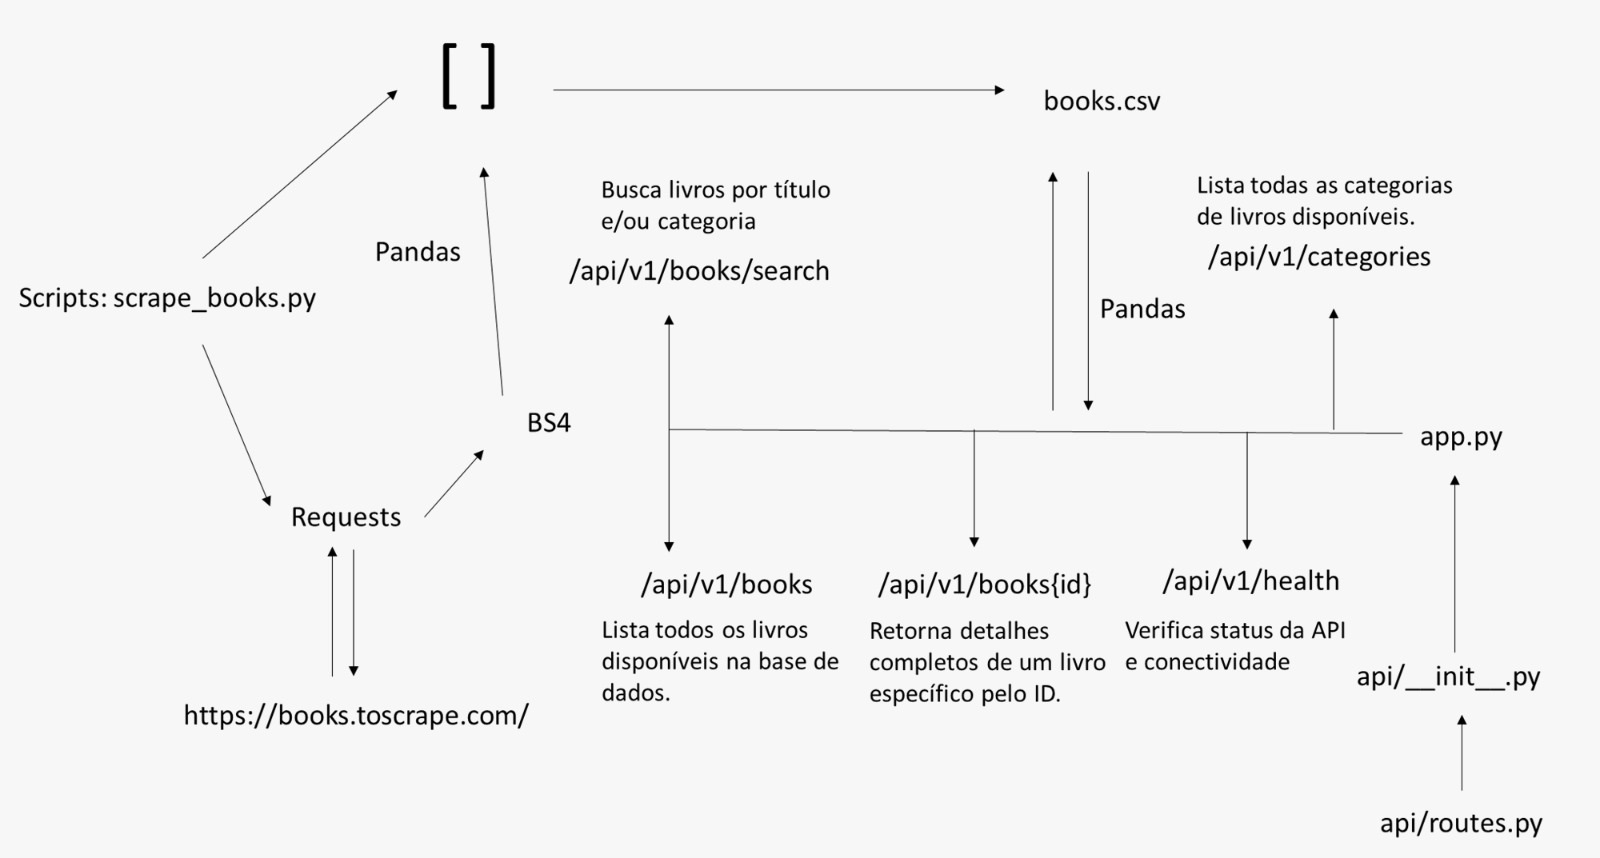 [ ]
books.csv
Busca livros por título
e/ou categoria
/api/v1/books/search
Lista todas as categorias
de livros disponíveis.
/api/v1/categories
Pandas
Scripts: scrape_books.py
Pandas
BS4
app.py
Requests
/api/v1/books
Lista todos os livros
disponíveis na base de
dados.
/api/v1/books{id}
Retorna detalhes
completos de um livro
específico pelo ID.
/api/v1/health
Verifica status da API
e conectividade
api/__init__.py
https://books.toscrape.com/
api/routes.py